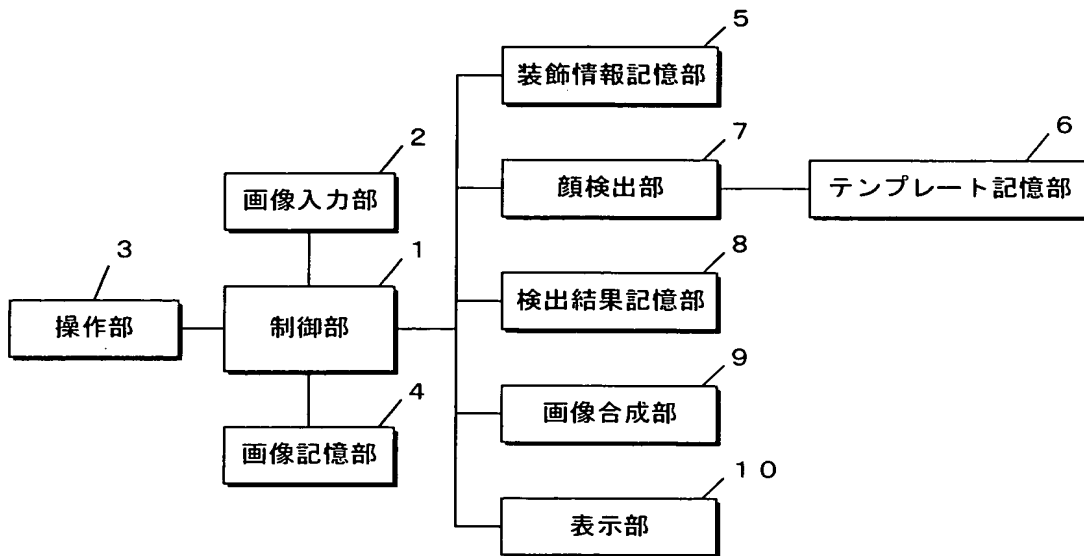 5
装飾情報記憶部
2
7
6
画像入力部
顔検出部
テンプレート記憶部
3
1
8
操作部
制御部
検出結果記憶部
4
9
画像記憶部
画像合成部
10
表示部